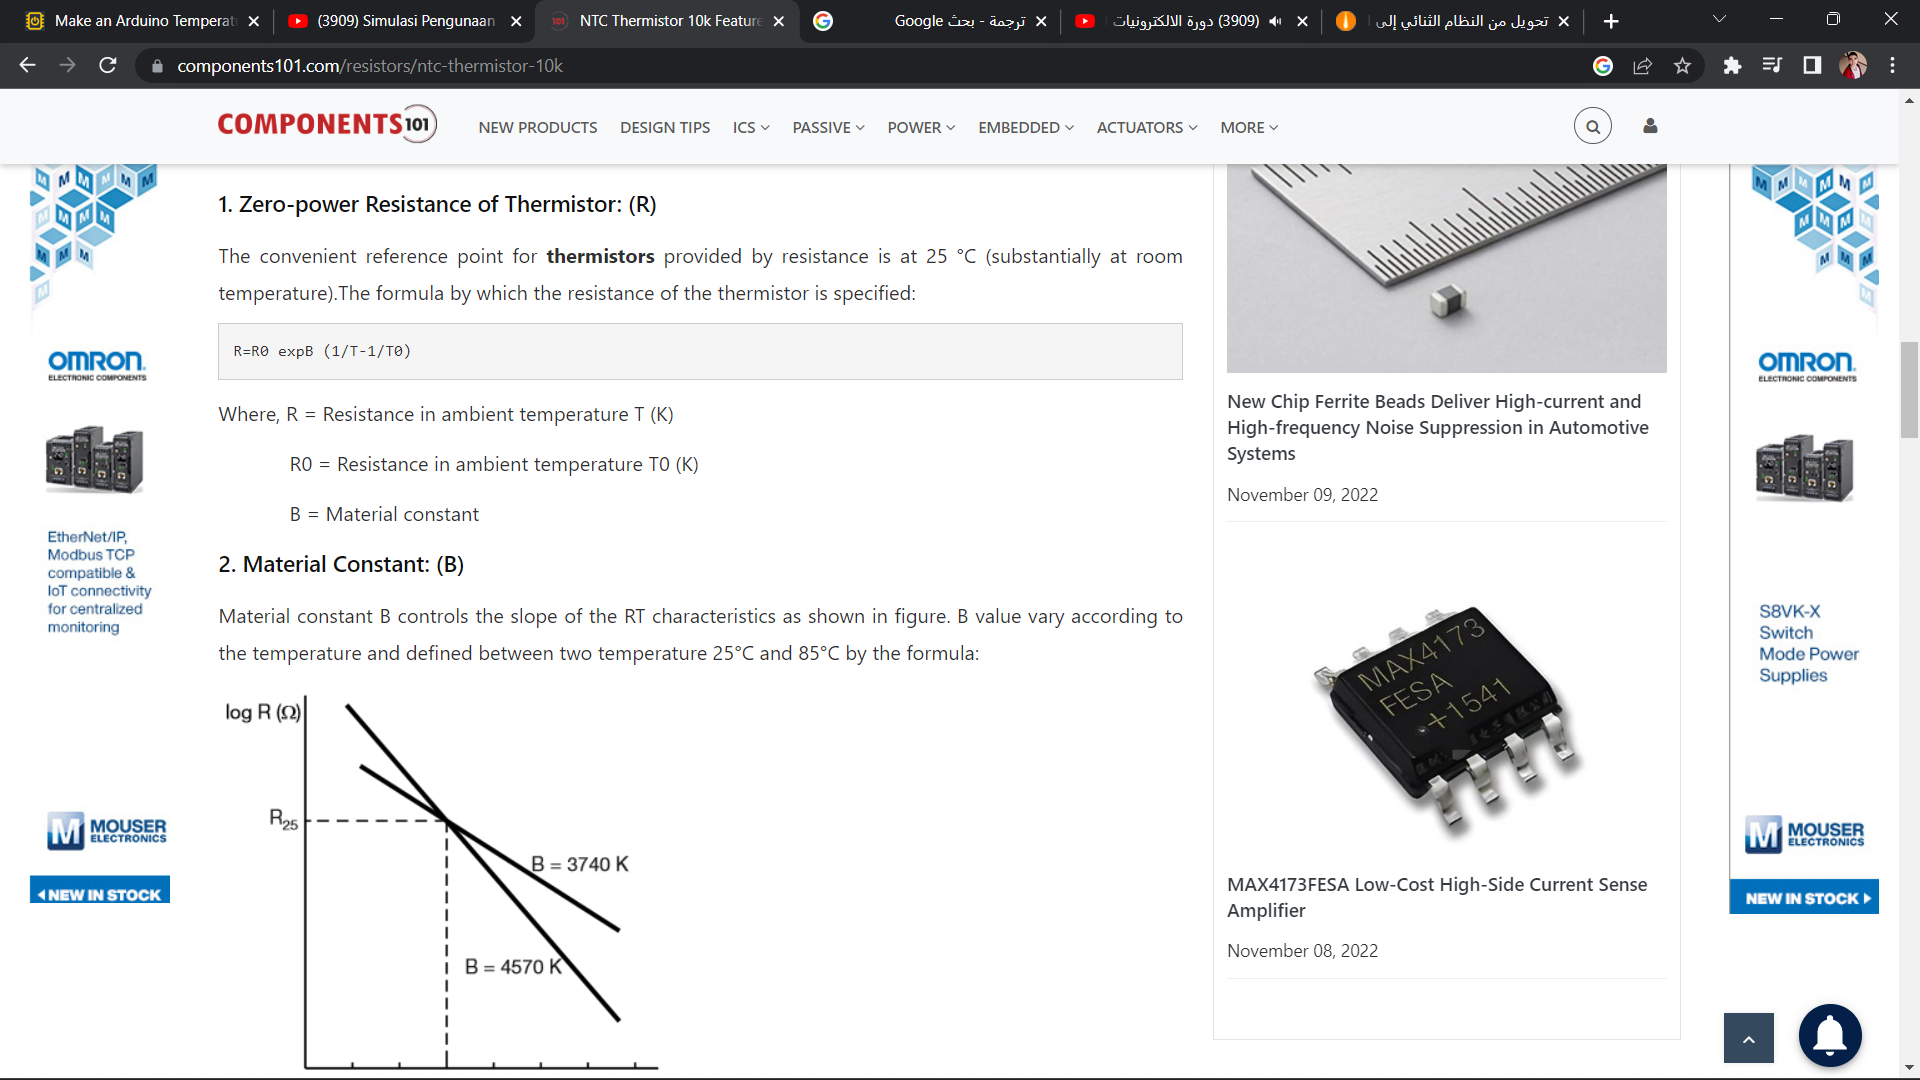 Make an Arduino Temperat
(3909) Simulasi Pengunaan
NTC Thermistor 10k Feature
ترجمة - بحث Google
(3909) دورة الالكترونيات
تحويل من النظام الثنائي إلى
components101.com/resistors/ntc-thermistor-10k
COMPONENTS 101
NEW PRODUCTS
DESIGN TIPS
ICS
PASSIVE
POWER
EMBEDDED
ACTUATORS
MORE
1. Zero-power Resistance of Thermistor: (R)
The convenient reference point for thermistors provided by resistance is at 25 °C (substantially at room
temperature).The formula by which the resistance of the thermistor is specified:
R=R0 expB (1/T-1/T0)
Where, R = Resistance in ambient temperature T (K)
R0 = Resistance in ambient temperature T0 (K)
B = Material constant
2. Material Constant: (B)
Material constant B controls the slope of the RT characteristics as shown in figure. B value vary according to
the temperature and defined between two temperature 25°C and 85°C by the formula:
log R (Ω)
R25
B = 3740 K
B = 4570 K
OMRON
ELECTRONIC COMPONENTS
EtherNet/IP,
Modbus TCP
compatible &
IoT connectivity
for centralized
monitoring
M MOUSER
ELECTRONICS
NEW IN STOCK
New Chip Ferrite Beads Deliver High-current and
High-frequency Noise Suppression in Automotive
Systems
November 09, 2022
MAX4173
FESA
+1541
MAX4173FESA Low-Cost High-Side Current Sense
Amplifier
November 08, 2022
OMRON
ELECTRONIC COMPONENTS
S8VK-X
Switch
Mode Power
Supplies
M MOUSER
ELECTRONICS
NEW IN STOCK